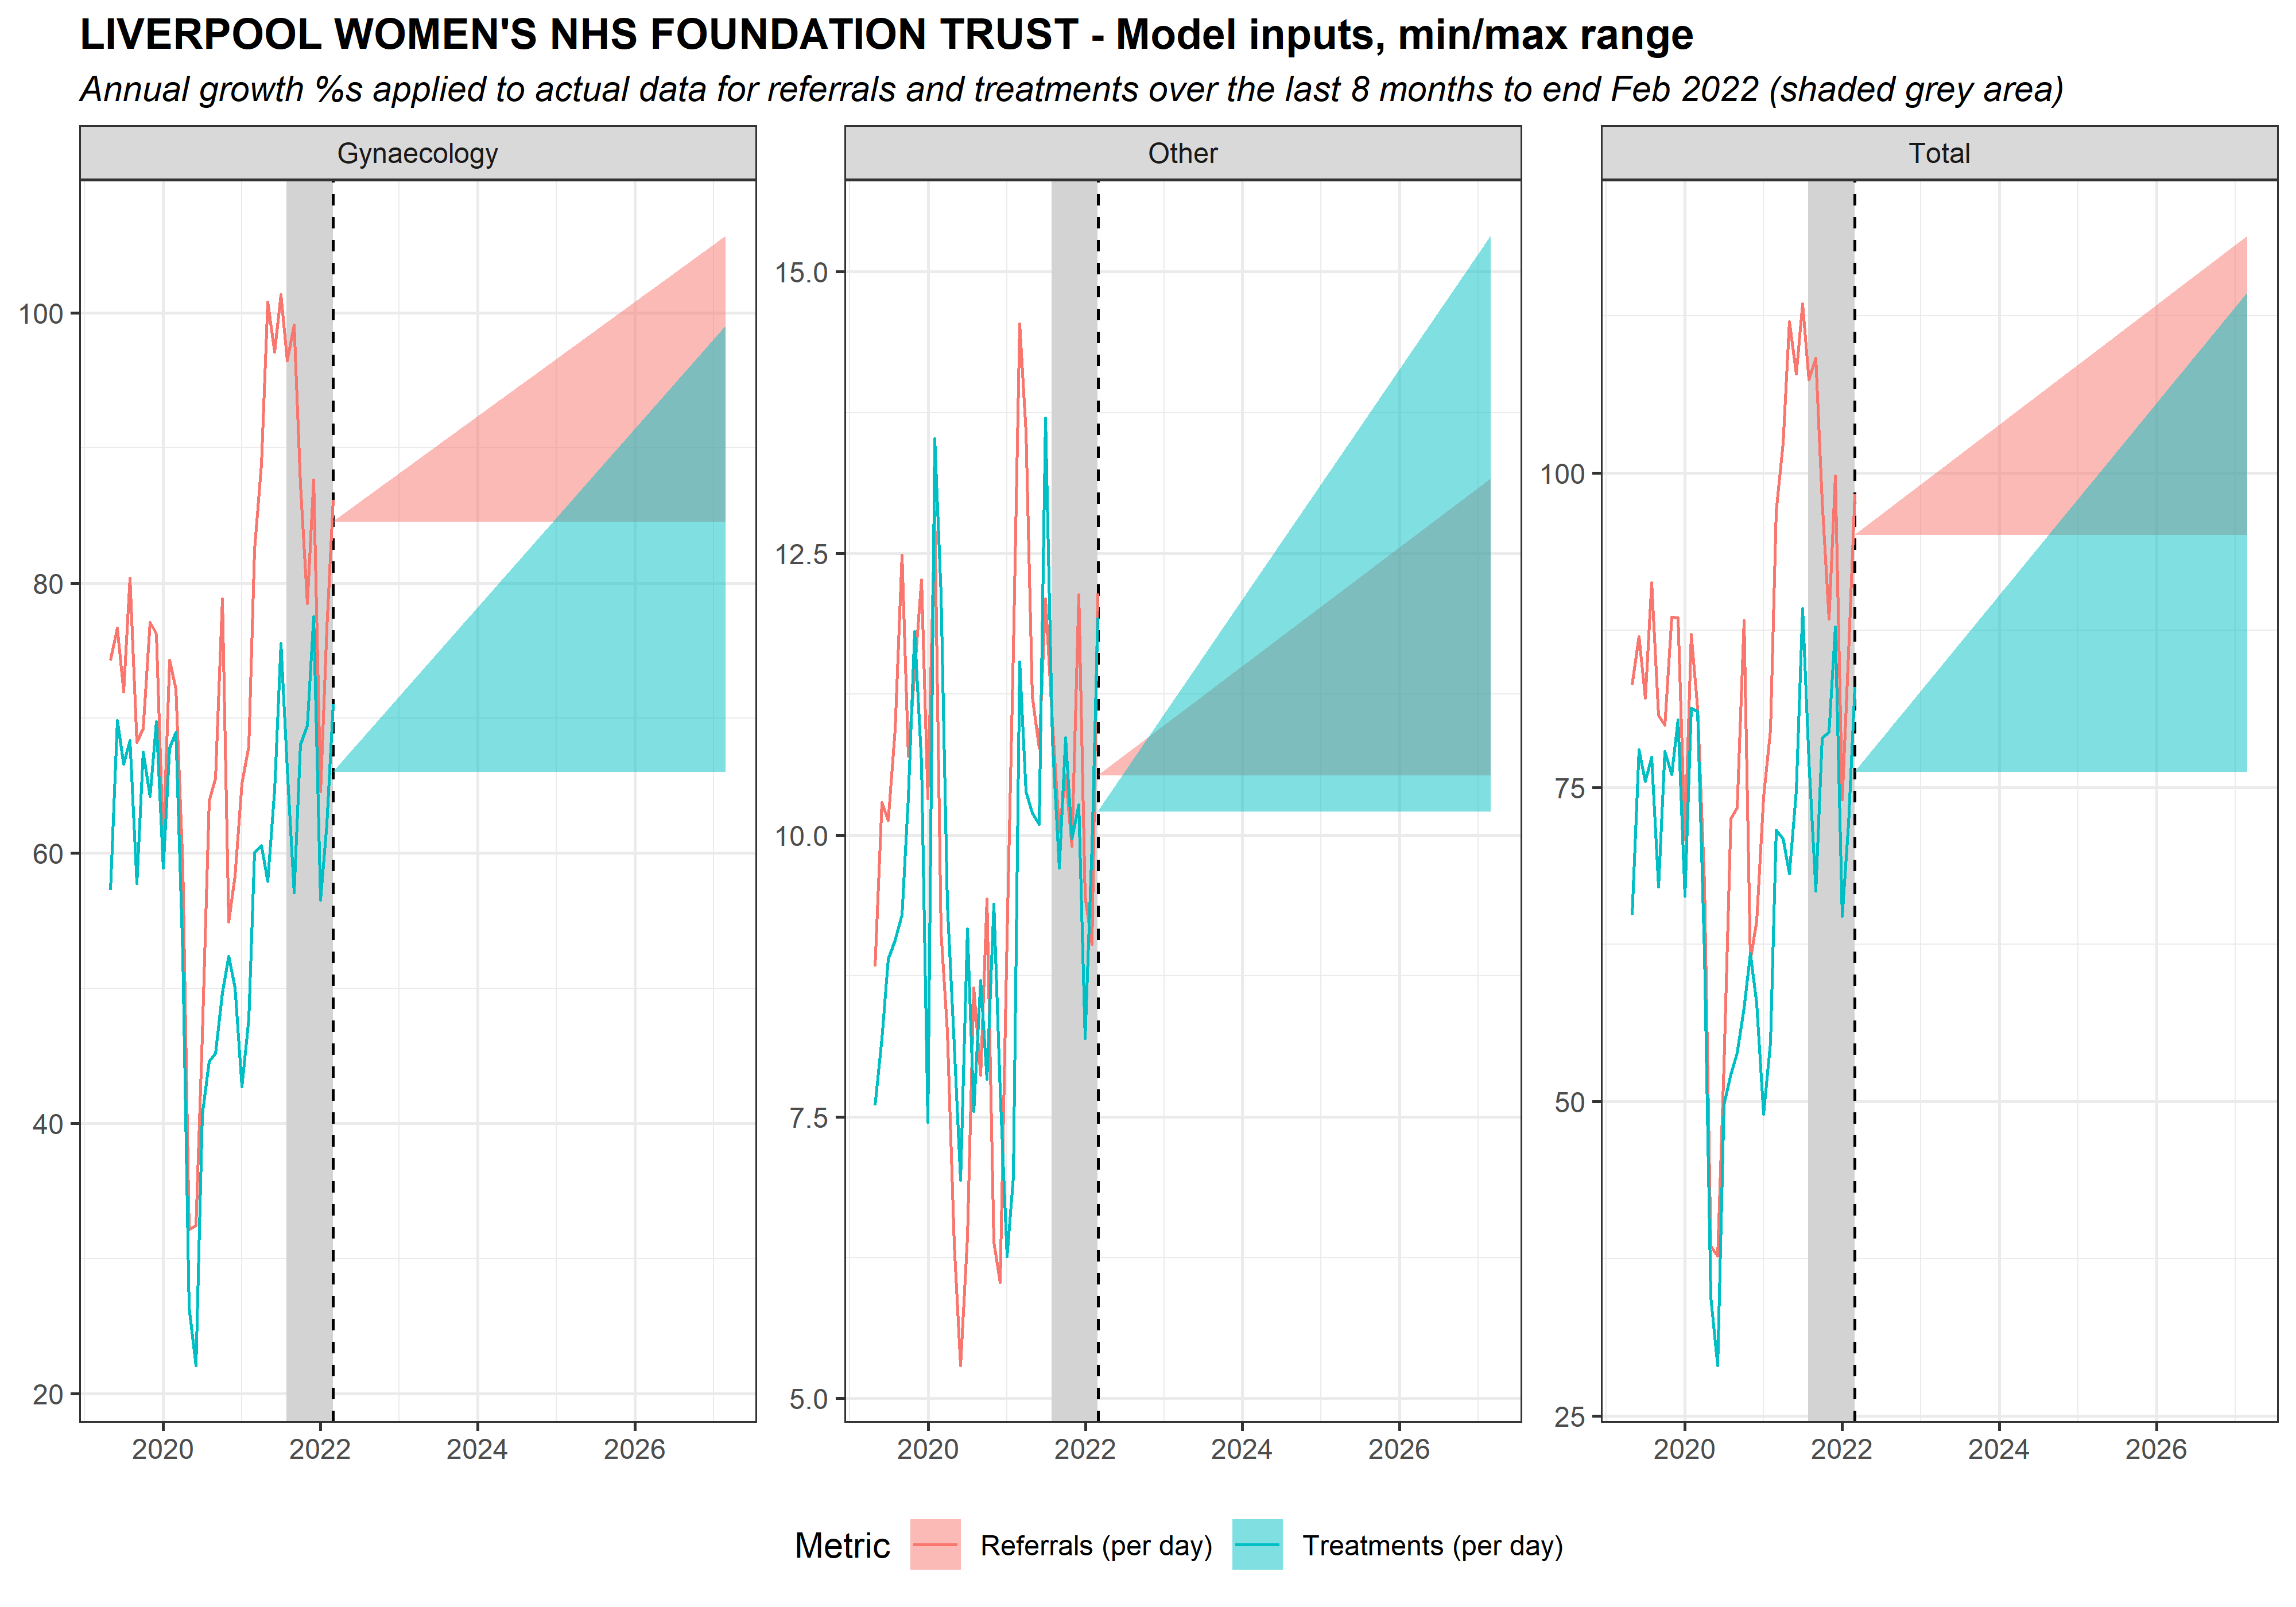 LIVERPOOL WOMEN'S NHS FOUNDATION TRUST - Model inputs, min/max range
Annual growth %s applied to actual data for referrals and treatments over the last 8 months to end Feb 2022 (shaded grey area)
Gynaecology
Other
Total
100
80
60
40
20
2020 2022 2024 2026
15.0
12.5
10.0
7.5
5.0
2020 2022 2024 2026
100
75
50
25
2020 2022 2024 2026
Metric Referrals (per day) Treatments (per day)